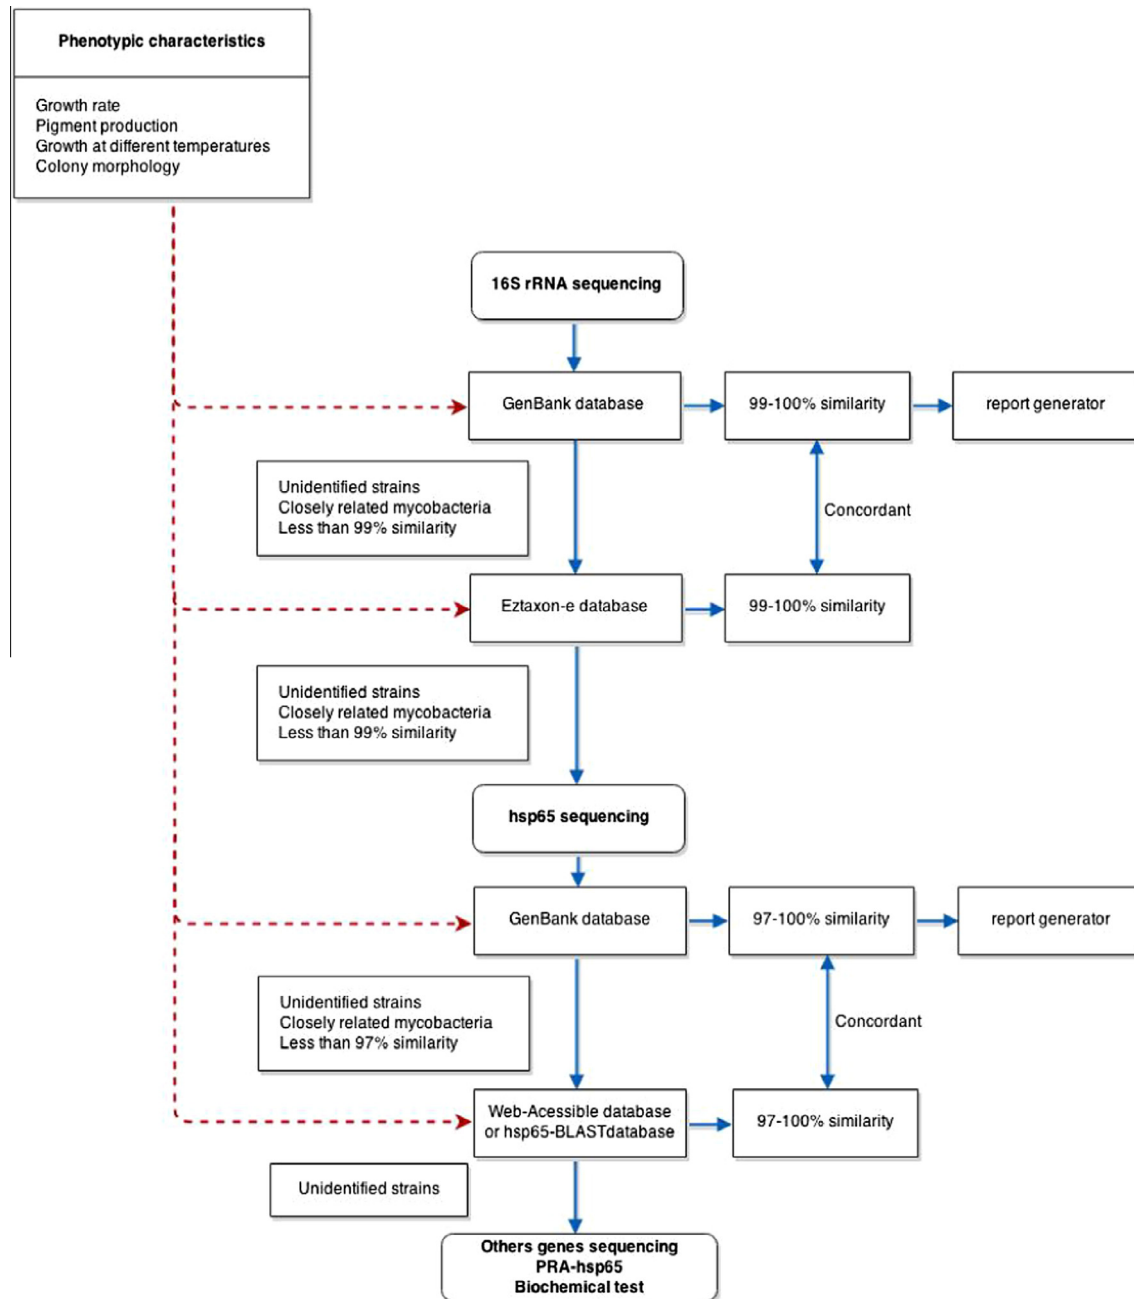 Phenotypic characteristics
Growth rate
Pigment production
Growth at different temperatures
Colony morphology
16S rRNA sequencing
GenBank database
99-100% similarity
report generator
Unidentified strains
Closely related mycobacteria
Less than 99% similarity
Concordant
Eztaxon-e database
99-100% similarity
Unidentified strains
Closely related mycobacteria
Less than 99% similarity
hsp65 sequencing
GenBank database
97-100% similarity
report generator
Unidentified strains
Closely related mycobacteria
Less than 97% similarity
Concordant
Web-Acessible database
or hsp65-BLASTdatabase
97-100% similarity
Unidentified strains
Others genes sequencing
PRA-hsp65
Biochemical test